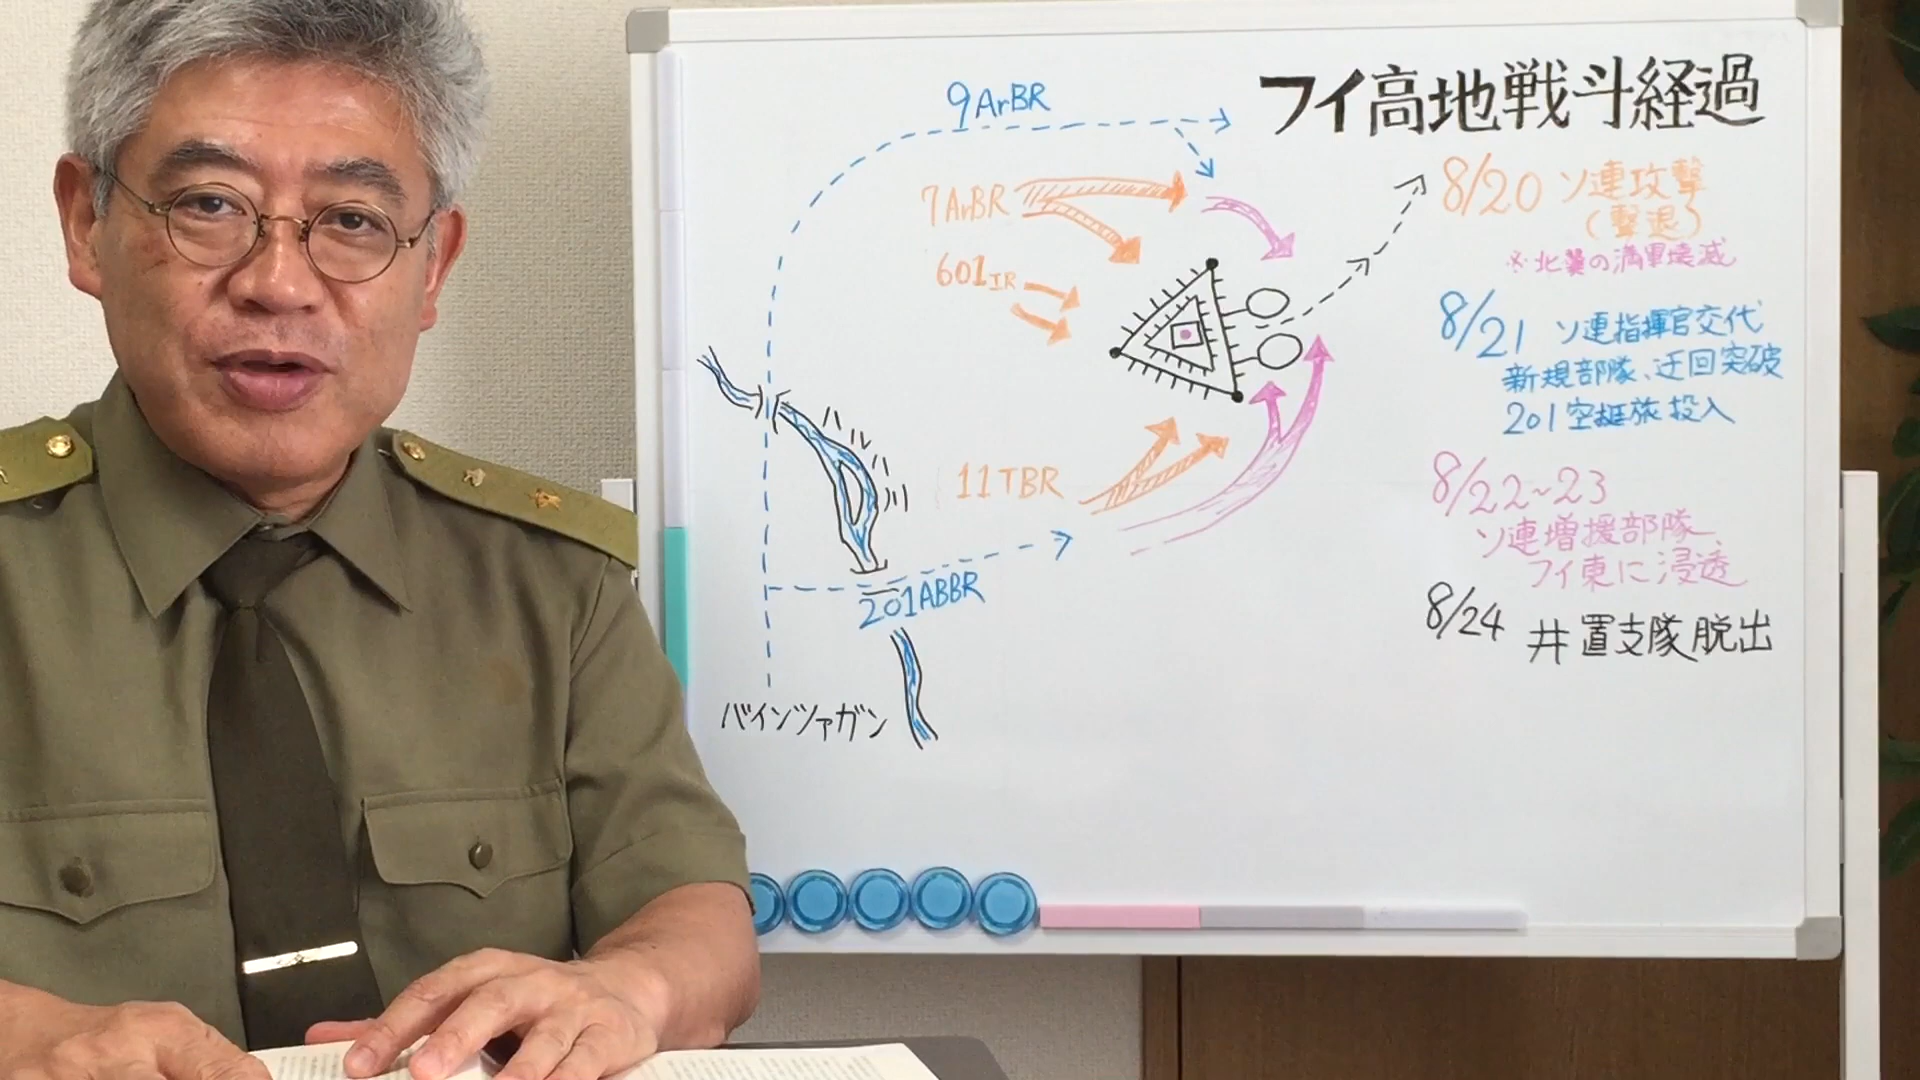 フイ高地戦斗経過
9ArBR
7ArBR
601IR
11TBR
201ABBR
バインツァガン
8/20 ソ連攻撃
(撃退)
※北翼の満軍壊滅
8/21 ソ連指揮官交代
新規部隊、迂回突破
201空挺旅投入
8/22~23
ソ連増援部隊、
フイ東に浸透
8/24 井置支隊脱出